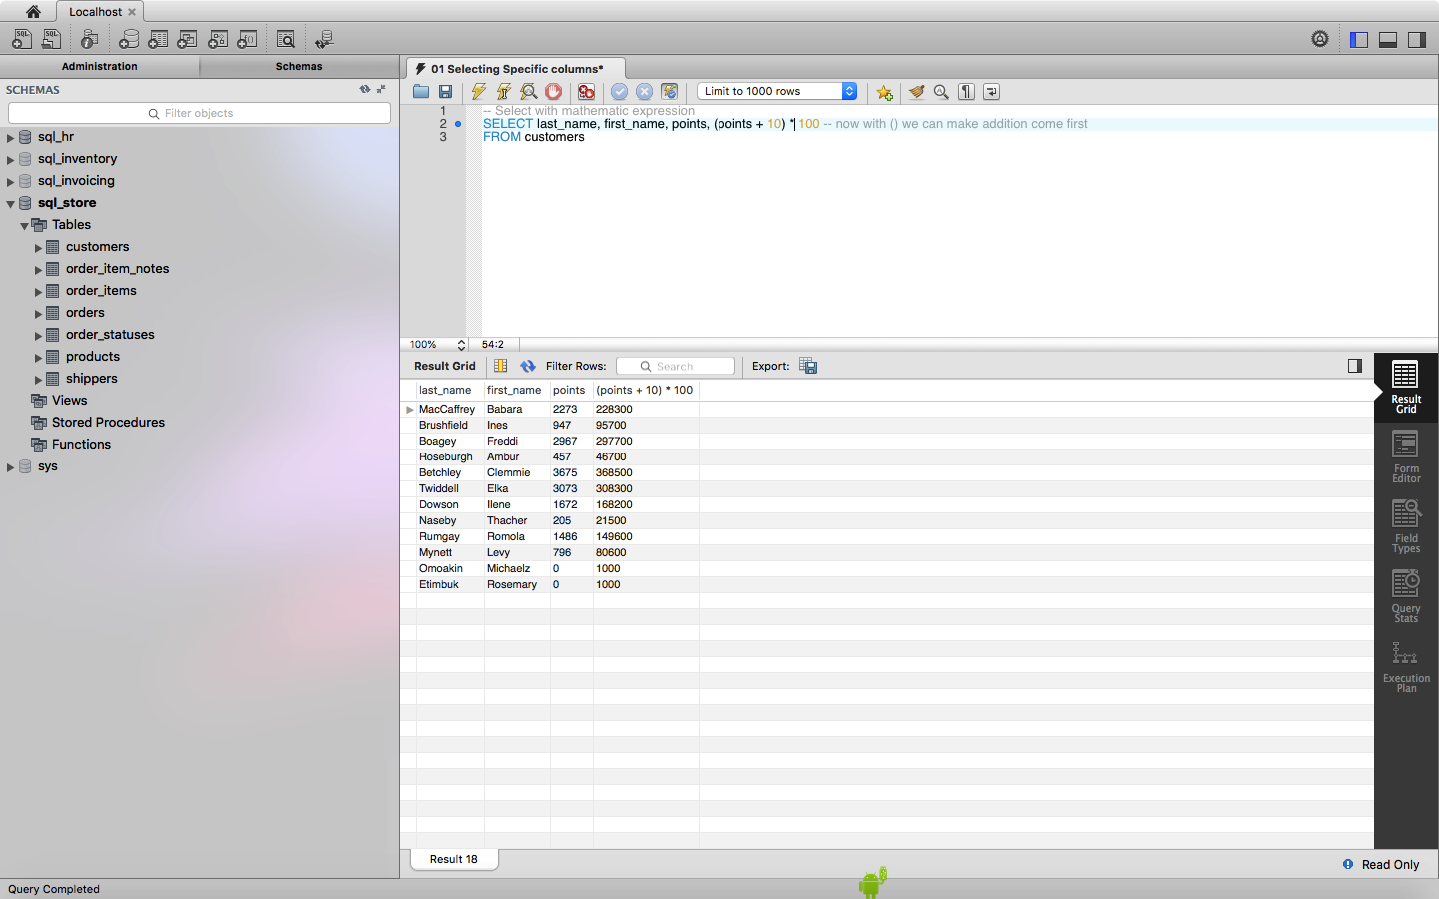 Localhost
Administration
Schemas
SCHEMAS
Filter objects
sql_hr
sql_inventory
sql_invoicing
sql_store
Tables
customers
order_item_notes
order_items
orders
order_statuses
products
shippers
Views
Stored Procedures
Functions
sys
01 Selecting Specific columns*
Limit to 1000 rows
1 -- Select with mathematic expression
2 SELECT last_name, first_name, points, (points + 10) * 100 -- now with () we can make addition come first
3 FROM customers
100% 54:2
Result Grid Filter Rows: Search Export:
last_name first_name points (points + 10) * 100
MacCaffrey Babara 2273 228300
Brushfield Ines 947 95700
Boagey Freddi 2967 297700
Roseburgh Ambur 457 46700
Betchley Clemmie 3675 368500
Twiddell Elka 3073 308300
Dowson Ilene 1672 168200
Naseby Thacher 205 21500
Rumgay Romola 1486 149600
Mynett Levy 796 80600
Omoakin Michaelz 0 1000
Etimbuk Rosemary 0 1000
Result
Grid
Form
Editor
Field
Types
Query
Stats
Execution
Plan
Result 18
Read Only
Query Completed